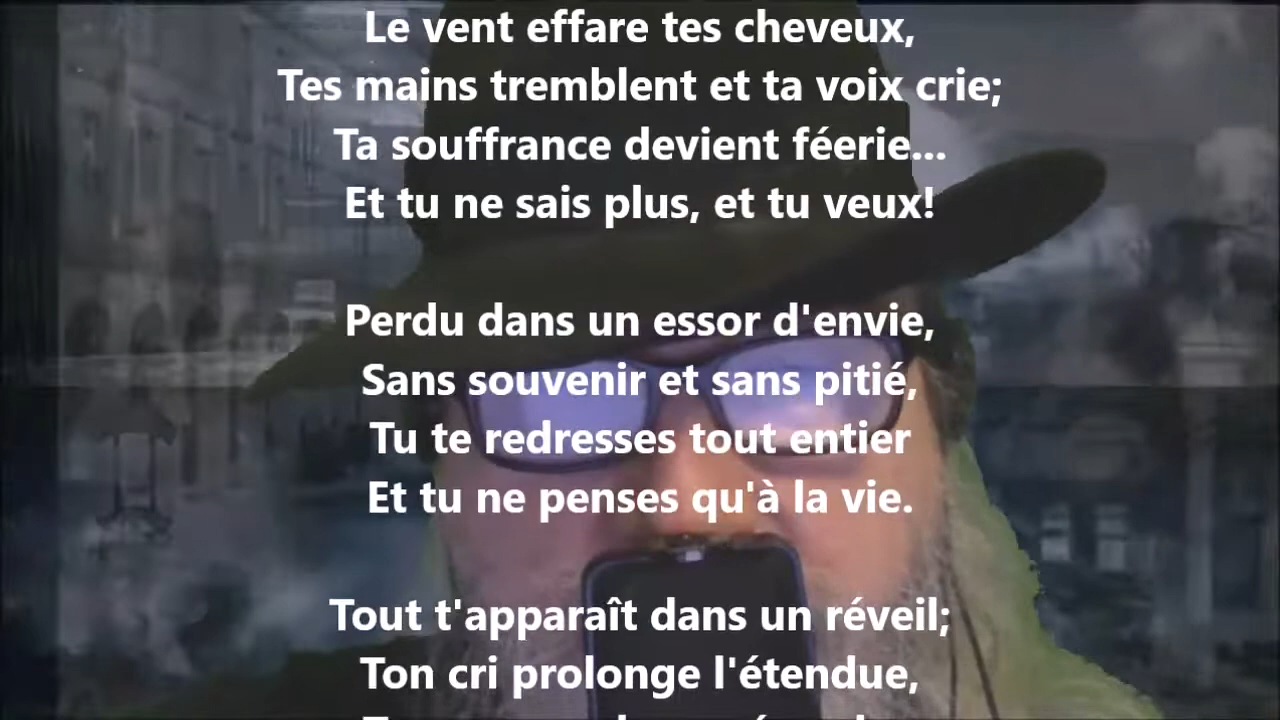 Le vent effare tes cheveux,
Tes mains tremblent et ta voix crie;
Ta souffrance devient féerie...
Et tu ne sais plus, et tu veux!
Perdu dans un essor d'envie,
Sans souvenir et sans pitié,
Tu te redresses tout entier
Et tu ne penses qu'à la vie.
Tout t'apparaît dans un réveil;
Ton cri prolonge l'étendue,